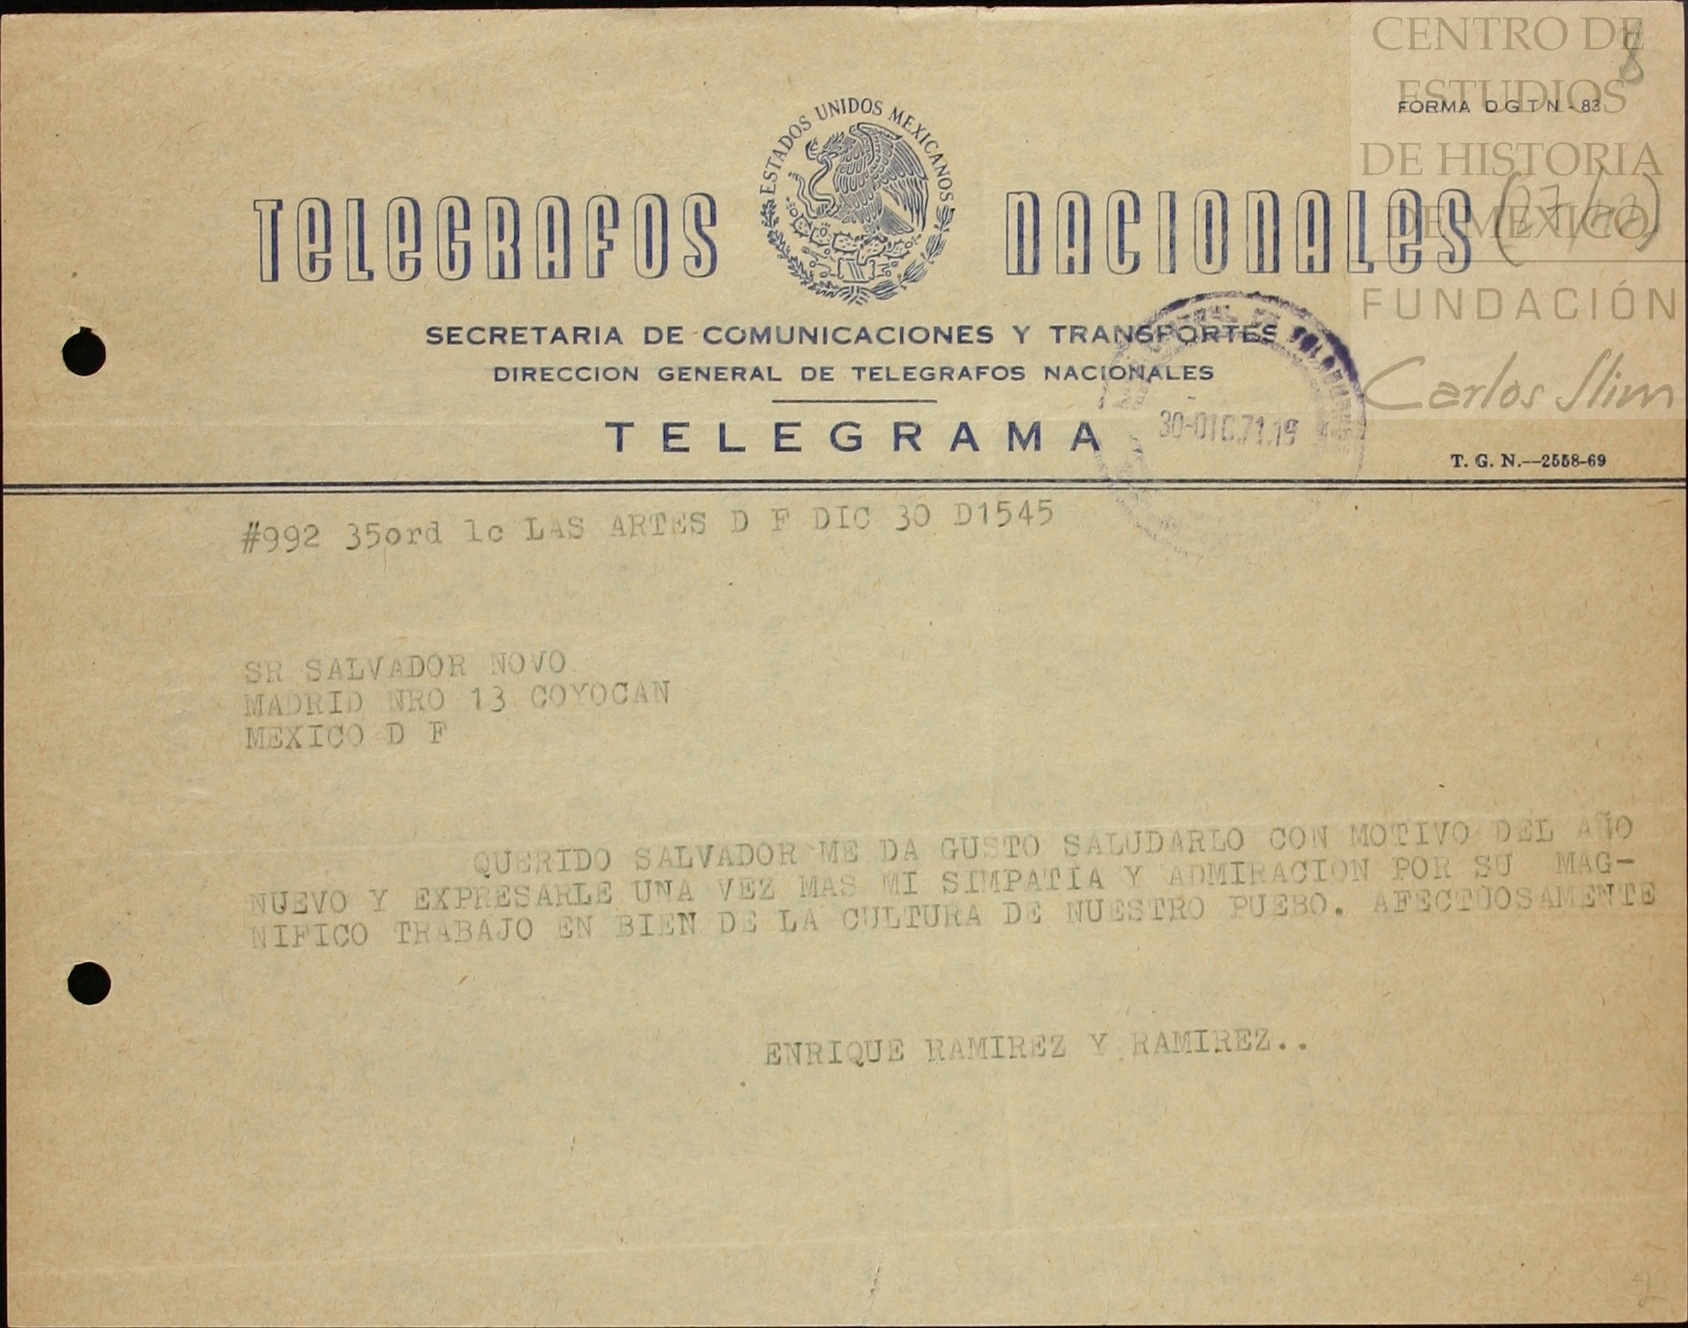 CENTRO DE
ESTUDIOS
DE HISTORIA
DE MEXICO
FUNDACIÓN
Carlos Slim
8
FORMA D G T N - 83
ESTADOS UNIDOS MEXICANOS
TELEGRAFOS NACIONALES
SECRETARIA DE COMUNICACIONES Y TRANSPORTES
DIRECCION GENERAL DE TELEGRAFOS NACIONALES
TELEGRAMA
30-DIC.71.19
T. G. N.--2558-69
#992 35ord lc LAS ARTES D F DIC 30 D1545
SR SALVADOR NOVO
MADRID NRO 13 COYOCAN
MEXICO D F
QUERIDO SALVADOR ME DA GUSTO SALUDARLO CON MOTIVO DEL AÑO
NUEVO Y EXPRESARLE UNA VEZ MAS MI SIMPATIA Y ADMIRACION POR SU MAG-
NIFICO TRABAJO EN BIEN DE LA CULTURA DE NUESTRO PUEBO. AFECTUOSAMENTE
ENRIQUE RAMIREZ Y RAMIREZ..
2